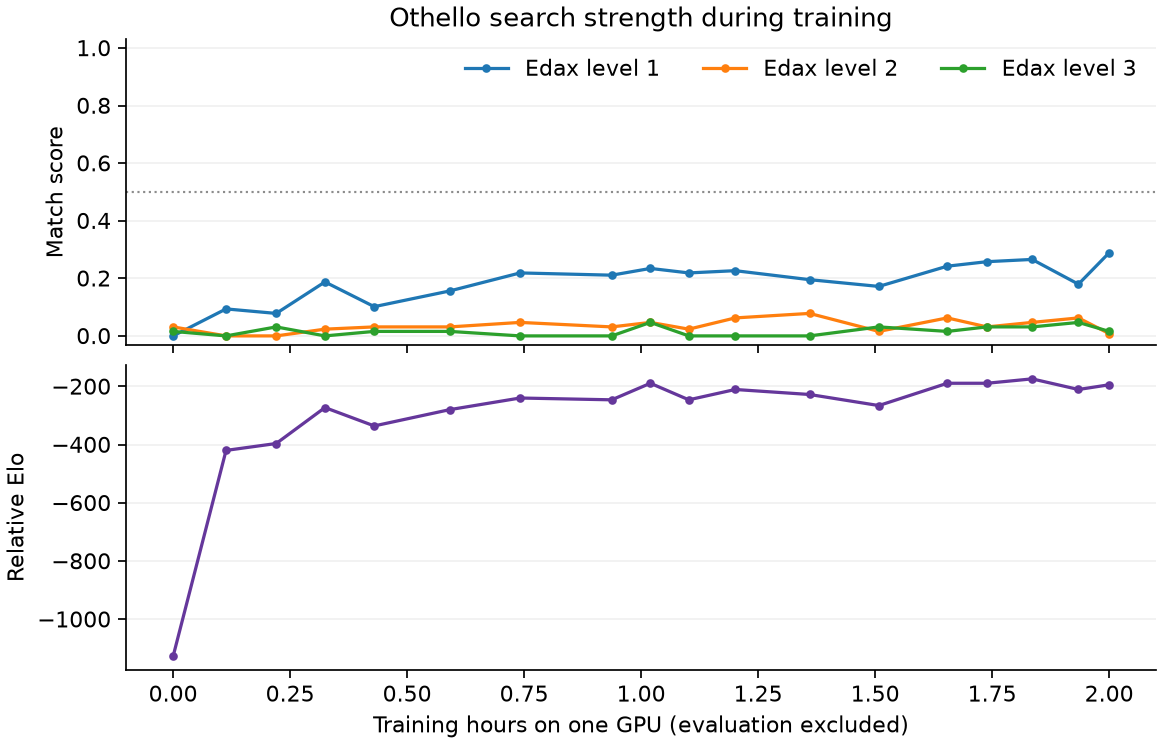 Othello search strength during training
1.0
0.8
0.6
0.4
0.2
0.0
Match score
Edax level 1
Edax level 2
Edax level 3
−200
−400
−600
−800
−1000
Relative Elo
0.00 0.25 0.50 0.75 1.00 1.25 1.50 1.75 2.00
Training hours on one GPU (evaluation excluded)